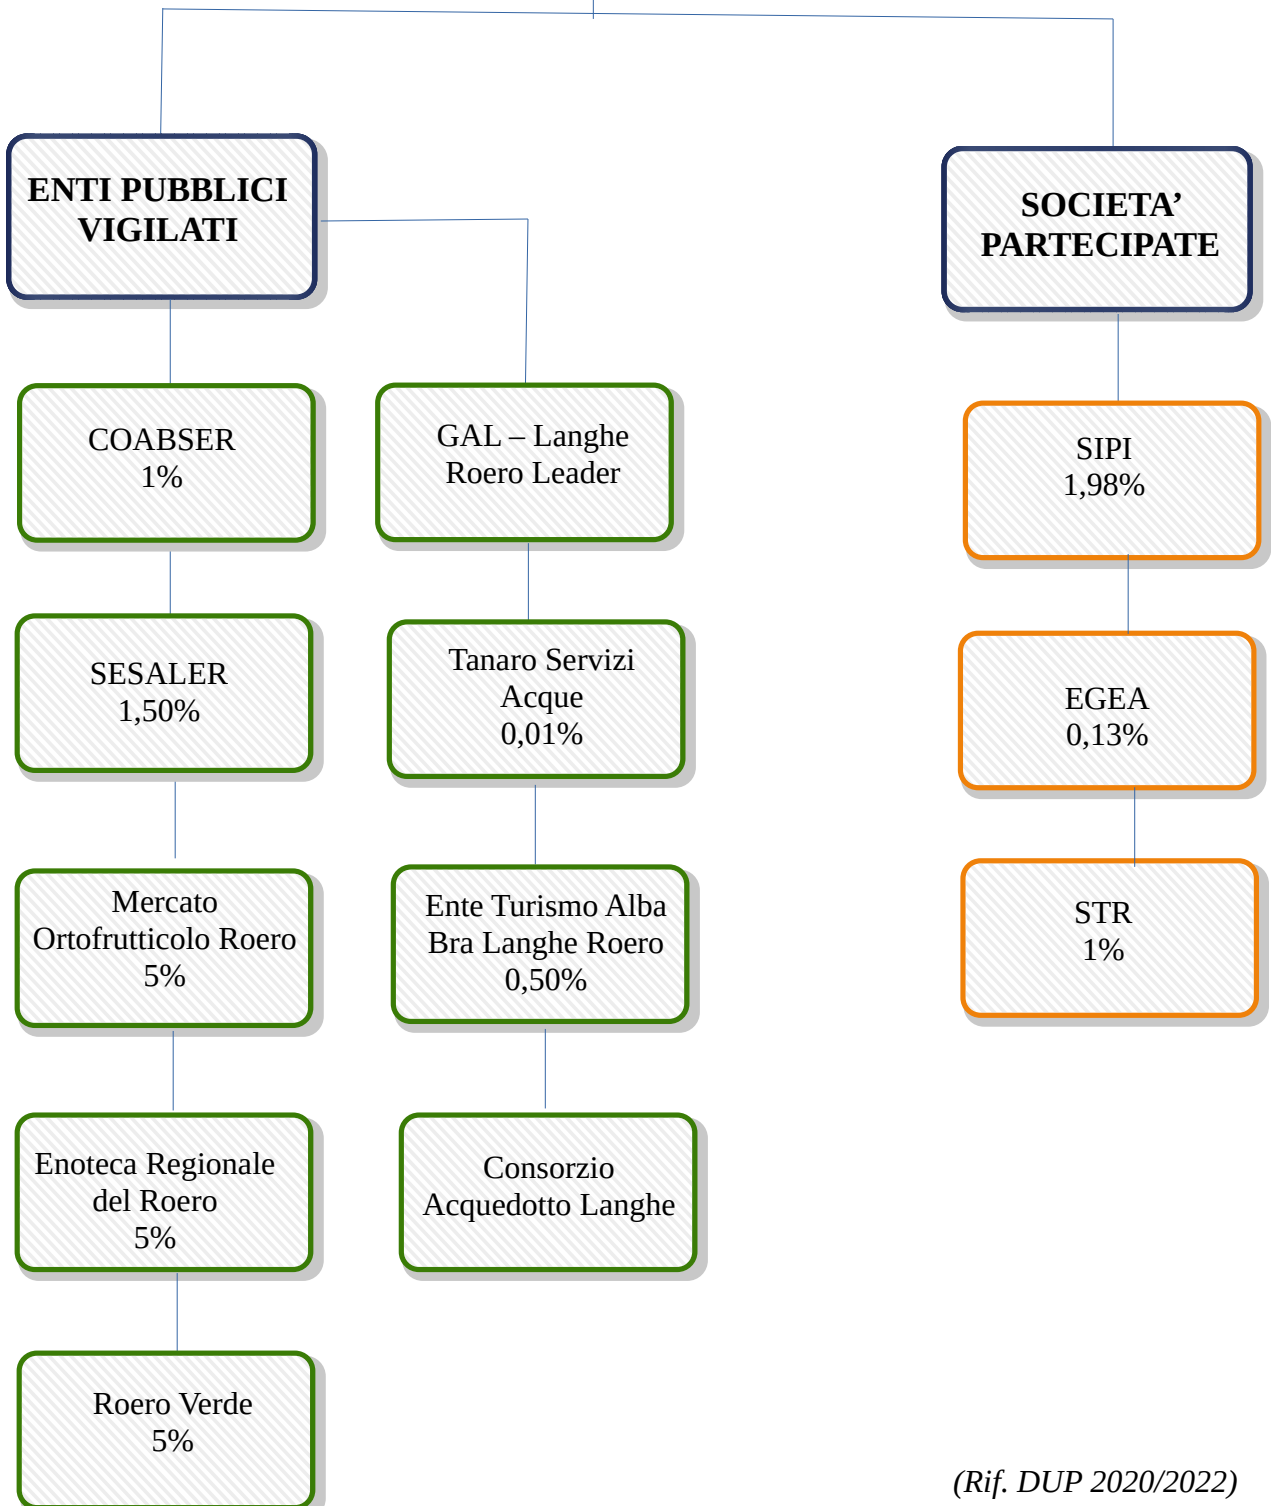 ENTI PUBBLICI
VIGILATI
COABSER
1%
SESALER
1,50%
Mercato
Ortofrutticolo Roero
5%
Enoteca Regionale
del Roero
5%
Roero Verde
5%
GAL – Langhe
Roero Leader
Tanaro Servizi
Acque
0,01%
Ente Turismo Alba
Bra Langhe Roero
0,50%
Consorzio
Acquedotto Langhe
SOCIETA’
PARTECIPATE
SIPI
1,98%
EGEA
0,13%
STR
1%
(Rif. DUP 2020/2022)